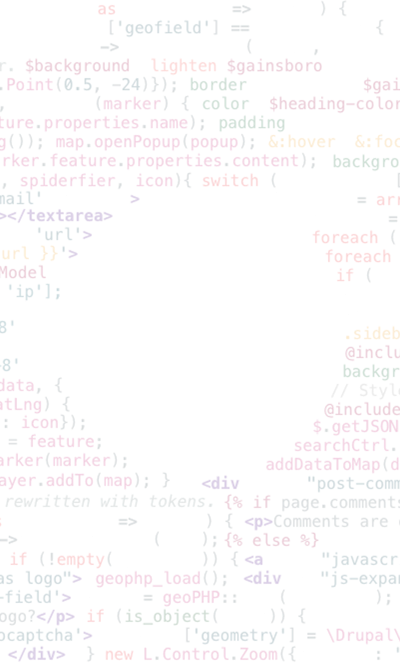 as => ) {
['geofield'] == {
-> ( ,
r. $background lighten $gainsboro
.Point(0.5, -24)}); border $gai
, (marker) { color $heading-color
ture.properties.name); padding
g()); map.openPopup(popup); &:hover &:foc
rker.feature.properties.content); backgro
, spiderfier, icon){ switch ( [
mail' > = arr
></textarea> =
'url'> foreach (
url }}'> foreach
Model if (
'ip'];
8'
.sideb
@inclu
-8' backgr
data, { // Styl
atLng) { @include
: icon}); $.getJSON
= feature; searchCtrl.
arker(marker); addDataToMap(d
ayer.addTo(map); } <div "post-comm
rewritten with tokens. {% if page.comments
s => ) { <p>Comments are c
-> ( ); {% else %}
if (!empty( )) { <a "javascr
as logo"> geophp_load(); <div "js-expan
-field'> = geoPHP:: ( );
ogo?</p> if (is_object( )) {
ocaptcha'> ['geometry'] = \Drupal\
</div> } new L.Control.Zoom({ : '